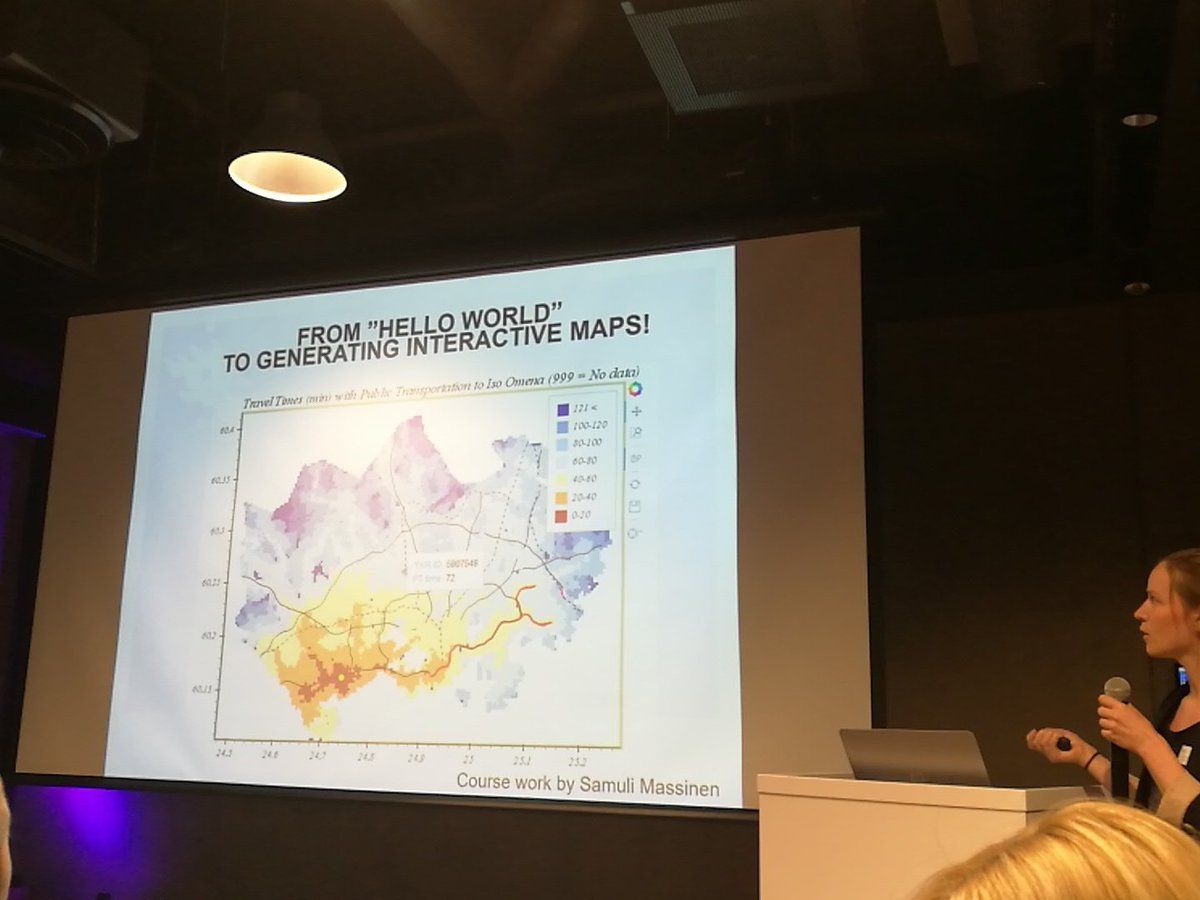 FROM ”HELLO WORLD”
TO GENERATING INTERACTIVE MAPS!
Travel Times (min) with Public Transportation to Iso Omena (999 = No data)
121 <
100-120
80-100
60-80
40-60
20-40
0-20
60.4
60.35
60.3
60.25
60.2
60.15
5907548
PT time 72
24.5 24.6 24.7 24.8 24.9 25 25.1 25.2
Course work by Samuli Massinen